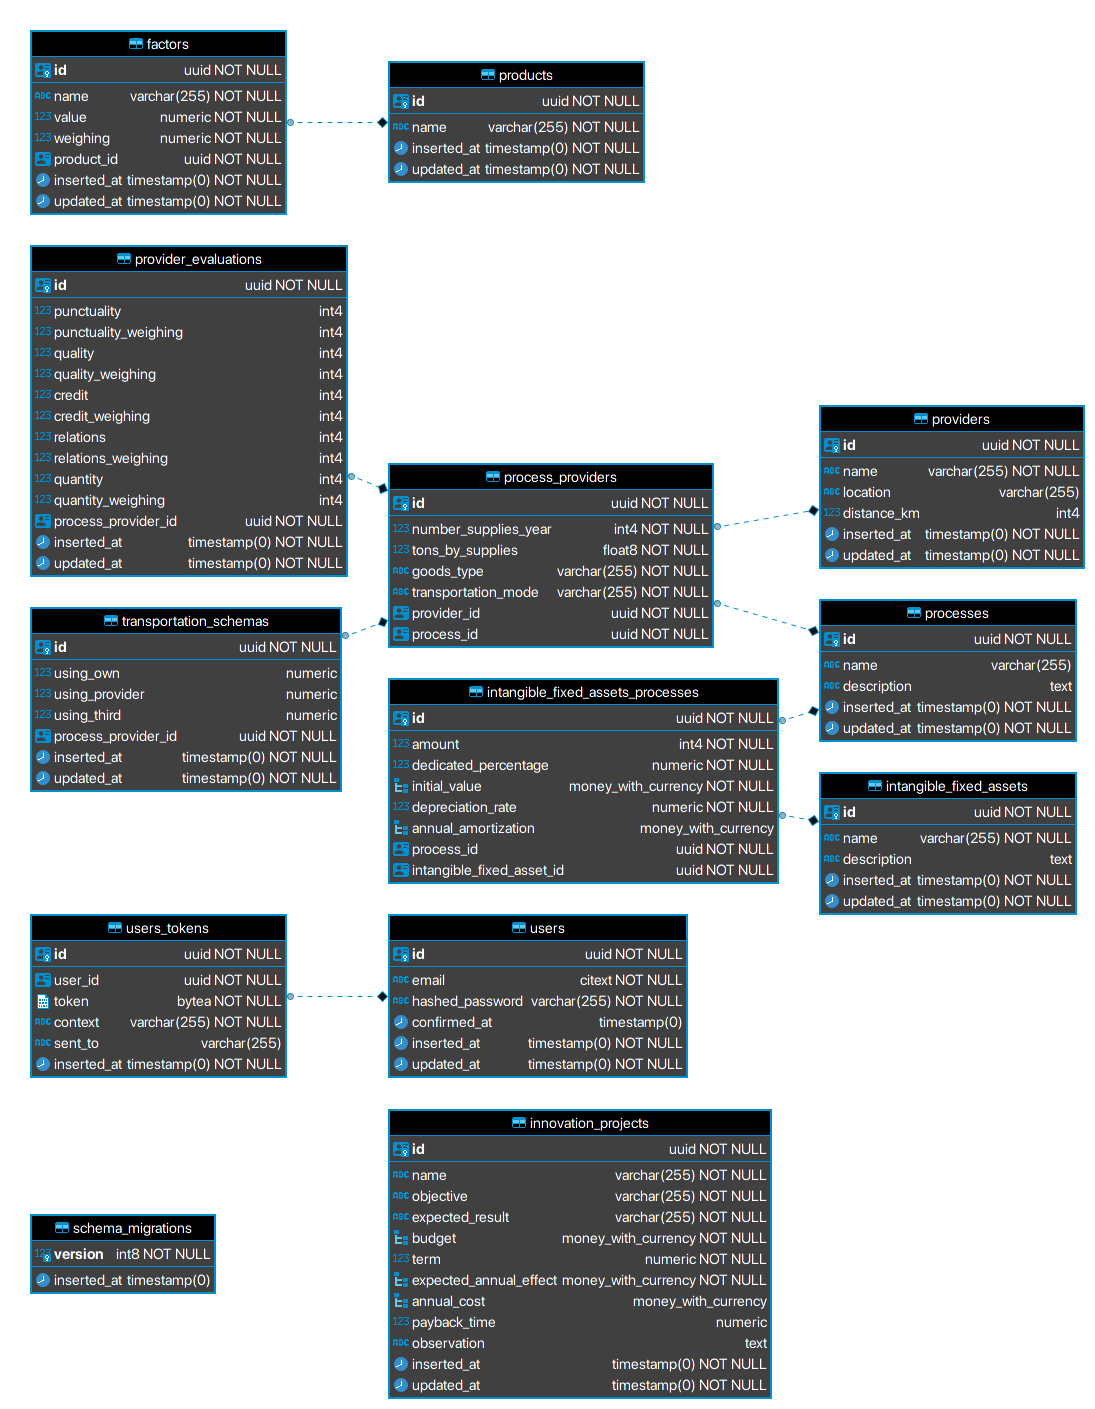 factors
id uuid NOT NULL
name varchar(255) NOT NULL
value numeric NOT NULL
weighing numeric NOT NULL
product_id uuid NOT NULL
inserted_at timestamp(0) NOT NULL
updated_at timestamp(0) NOT NULL
products
id uuid NOT NULL
name varchar(255) NOT NULL
inserted_at timestamp(0) NOT NULL
updated_at timestamp(0) NOT NULL
provider_evaluations
id uuid NOT NULL
punctuality int4
punctuality_weighing int4
quality int4
quality_weighing int4
credit int4
credit_weighing int4
relations int4
relations_weighing int4
quantity int4
quantity_weighing int4
process_provider_id uuid NOT NULL
inserted_at timestamp(0) NOT NULL
updated_at timestamp(0) NOT NULL
process_providers
id uuid NOT NULL
number_supplies_year int4 NOT NULL
tons_by_supplies float8 NOT NULL
goods_type varchar(255) NOT NULL
transportation_mode varchar(255) NOT NULL
provider_id uuid NOT NULL
process_id uuid NOT NULL
providers
id uuid NOT NULL
name varchar(255) NOT NULL
location varchar(255)
distance_km int4
inserted_at timestamp(0) NOT NULL
updated_at timestamp(0) NOT NULL
transportation_schemas
id uuid NOT NULL
using_own numeric
using_provider numeric
using_third numeric
process_provider_id uuid NOT NULL
inserted_at timestamp(0) NOT NULL
updated_at timestamp(0) NOT NULL
processes
id uuid NOT NULL
name varchar(255)
description text
inserted_at timestamp(0) NOT NULL
updated_at timestamp(0) NOT NULL
intangible_fixed_assets_processes
id uuid NOT NULL
amount int4 NOT NULL
dedicated_percentage numeric NOT NULL
initial_value money_with_currency NOT NULL
depreciation_rate numeric NOT NULL
annual_amortization money_with_currency
process_id uuid NOT NULL
intangible_fixed_asset_id uuid NOT NULL
intangible_fixed_assets
id uuid NOT NULL
name varchar(255) NOT NULL
description text
inserted_at timestamp(0) NOT NULL
updated_at timestamp(0) NOT NULL
users_tokens
id uuid NOT NULL
user_id uuid NOT NULL
token bytea NOT NULL
context varchar(255) NOT NULL
sent_to varchar(255)
inserted_at timestamp(0) NOT NULL
users
id uuid NOT NULL
email citext NOT NULL
hashed_password varchar(255) NOT NULL
confirmed_at timestamp(0)
inserted_at timestamp(0) NOT NULL
updated_at timestamp(0) NOT NULL
innovation_projects
id uuid NOT NULL
name varchar(255) NOT NULL
objective varchar(255) NOT NULL
expected_result varchar(255) NOT NULL
budget money_with_currency NOT NULL
term numeric NOT NULL
expected_annual_effect money_with_currency NOT NULL
annual_cost money_with_currency
payback_time numeric
observation text
inserted_at timestamp(0) NOT NULL
updated_at timestamp(0) NOT NULL
schema_migrations
version int8 NOT NULL
inserted_at timestamp(0)